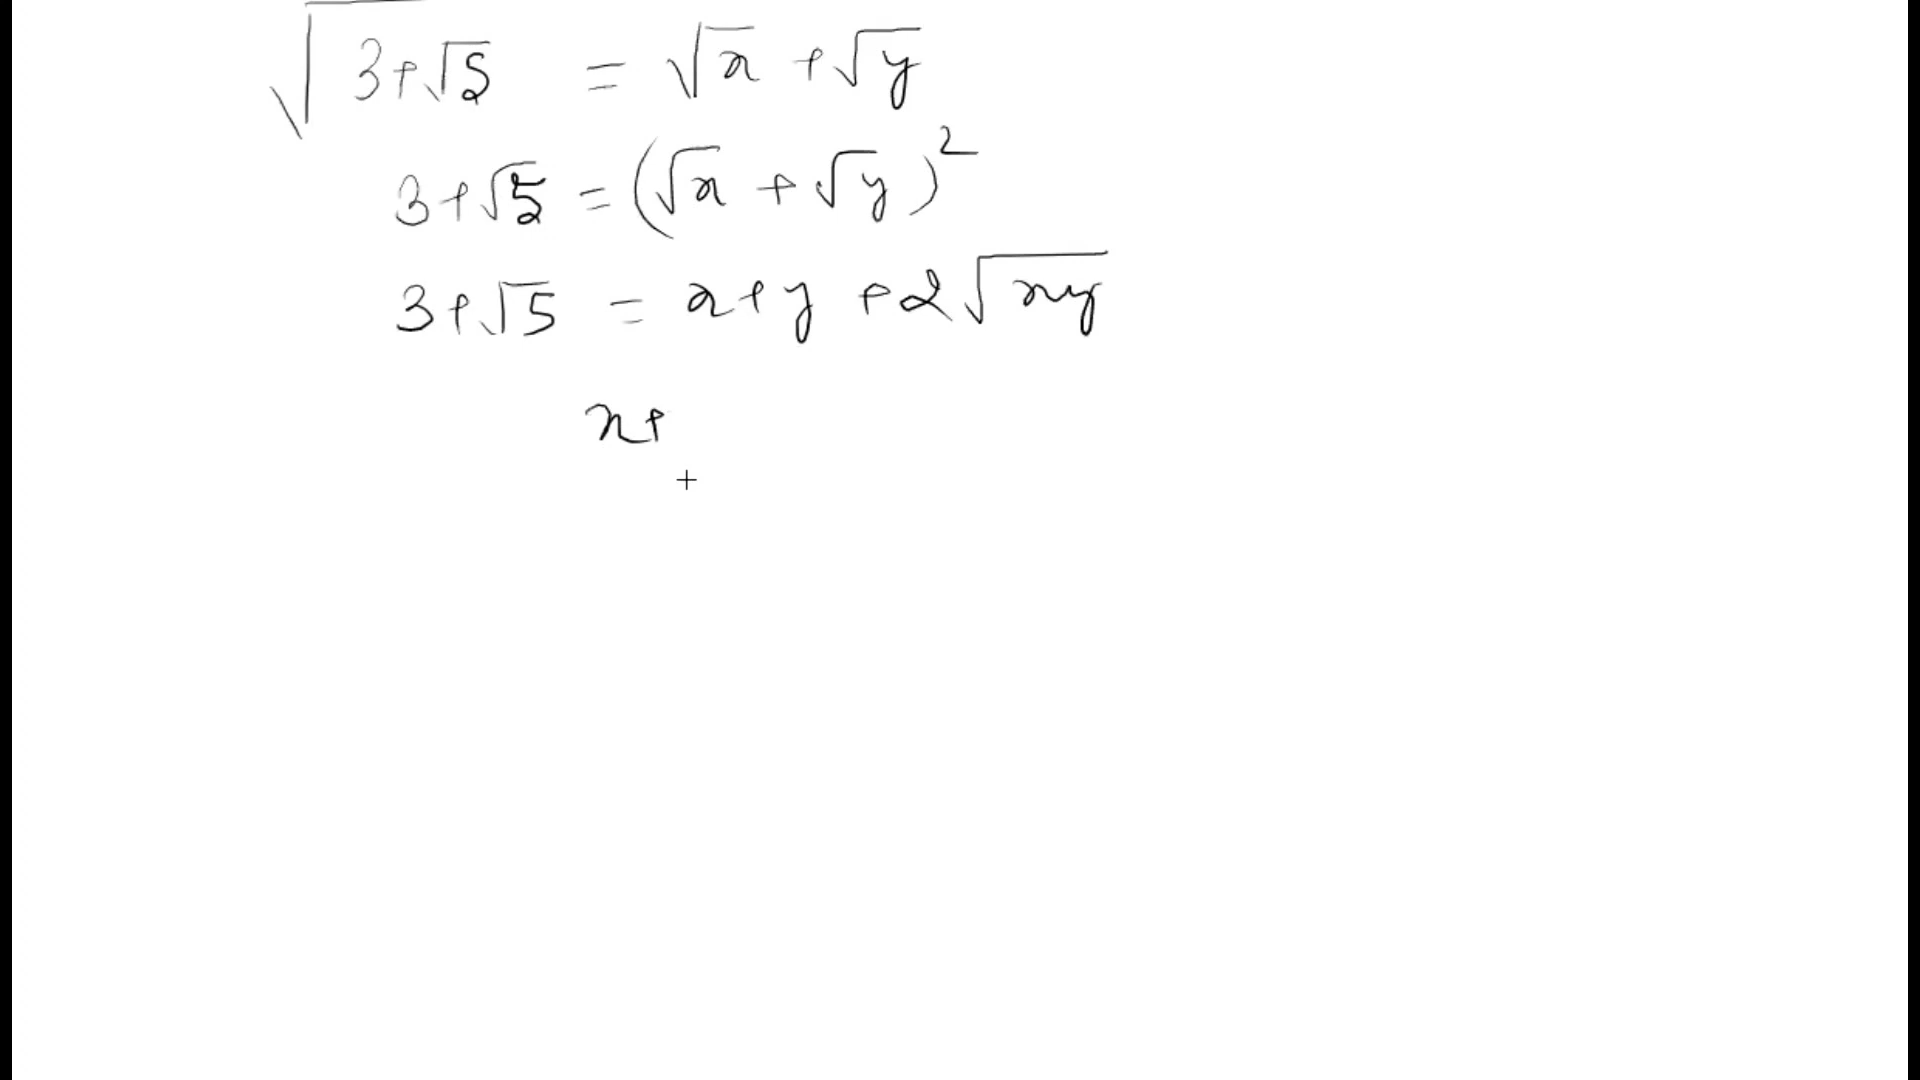 √(3+√5) = √x + √y
3+√5 = (√x + √y)²
3+√5 = x+y +2√xy
x+